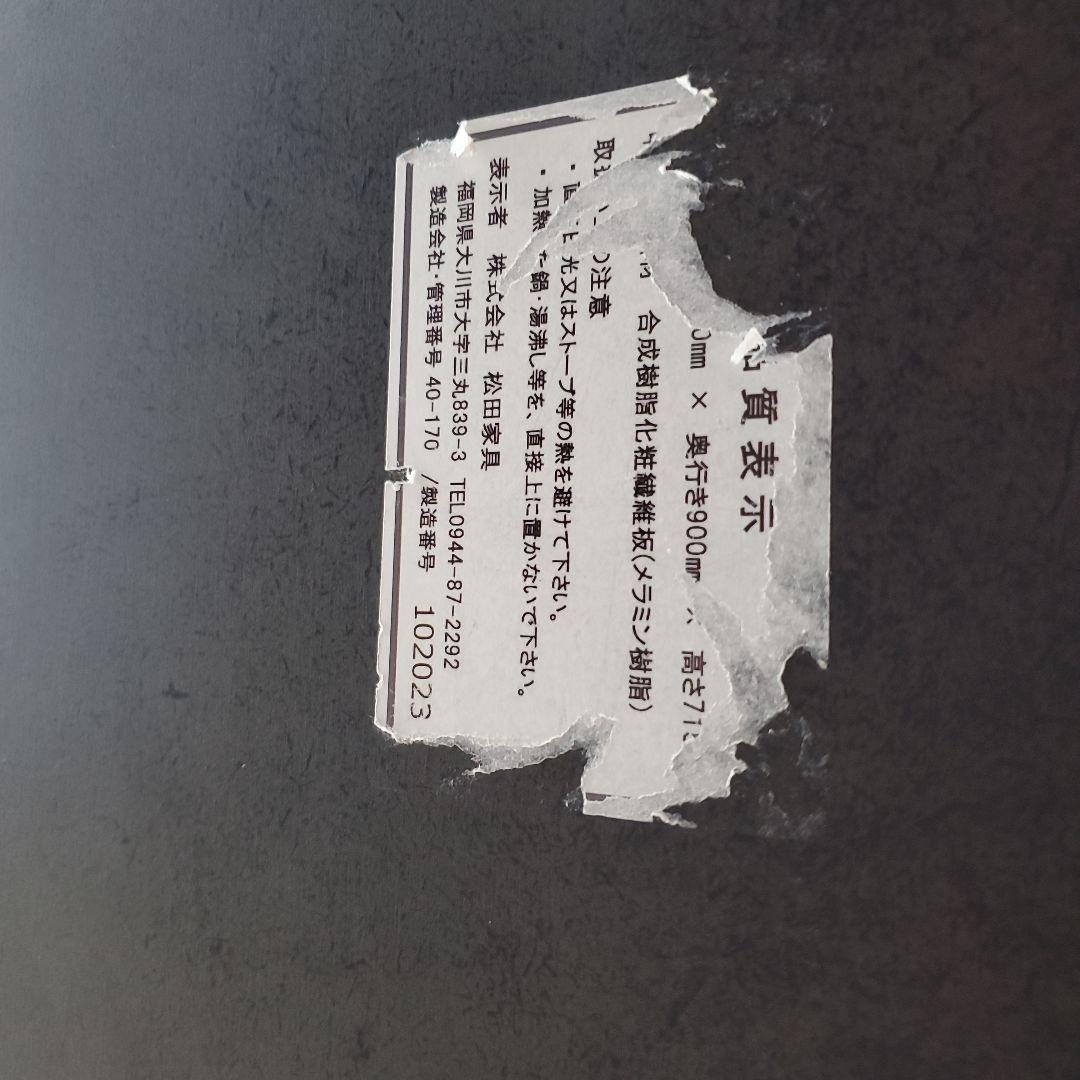 質表示
0mm × 奥行き900mm 高さ71
合成樹脂化粧繊維板(メラミン樹脂)
取 注意
・ 光又はストーブ等の熱を避けて下さい。
・加熱 た鍋・湯沸し等を、直接上に置かないで下さい。
表示者 株式会社 松田家具
福岡県大川市大字三丸839-3 TEL0944-87-2292
製造会社・管理番号 40-170 /製造番号 102023